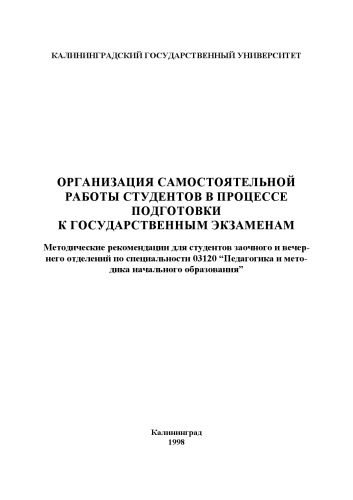 КАЛИНИНГРАДСКИЙ ГОСУДАРСТВЕННЫЙ УНИВЕРСИТЕТ
ОРГАНИЗАЦИЯ САМОСТОЯТЕЛЬНОЙ
РАБОТЫ СТУДЕНТОВ В ПРОЦЕССЕ
ПОДГОТОВКИ
К ГОСУДАРСТВЕННЫМ ЭКЗАМЕНАМ
Методические рекомендации для студентов заочного и вечер-
него отделений по специальности 03120 “Педагогика и мето-
дика начального образования”
Калининград
1998